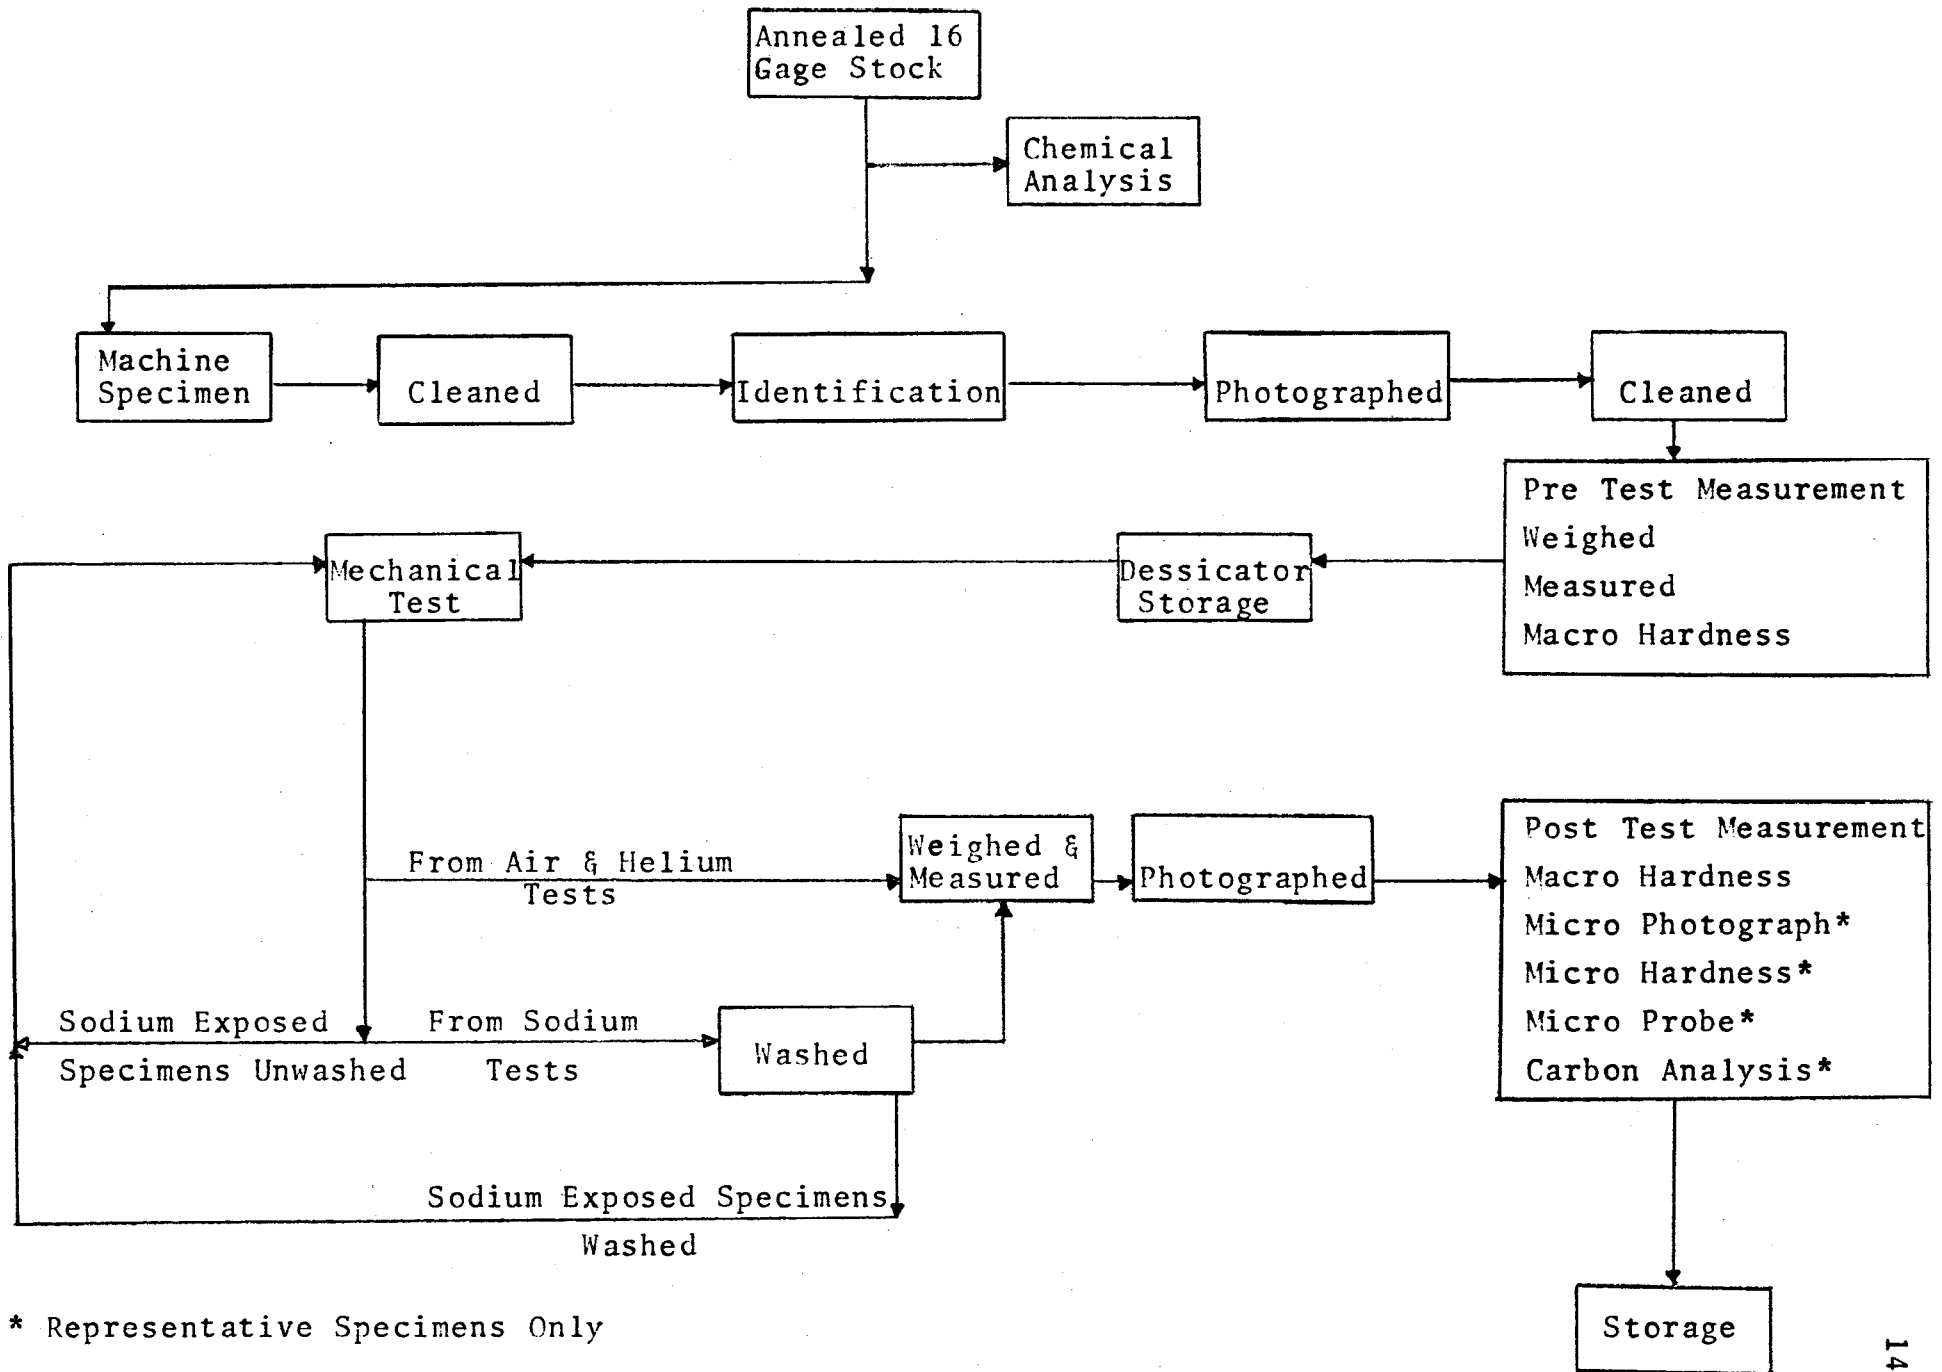 Annealed 16
Gage Stock
Chemical
Analysis
Machine
Specimen
Cleaned
Identification
Photographed
Cleaned
Pre Test Measurement
Weighed
Measured
Macro Hardness
Dessicator
Storage
Mechanical
Test
From Air & Helium
Tests
Weighed &
Measured
Photographed
Post Test Measurement
Macro Hardness
Micro Photograph*
Micro Hardness*
Micro Probe*
Carbon Analysis*
Sodium Exposed
Specimens Unwashed
From Sodium
Tests
Washed
Sodium Exposed Specimens
Washed
Storage
* Representative Specimens Only
14